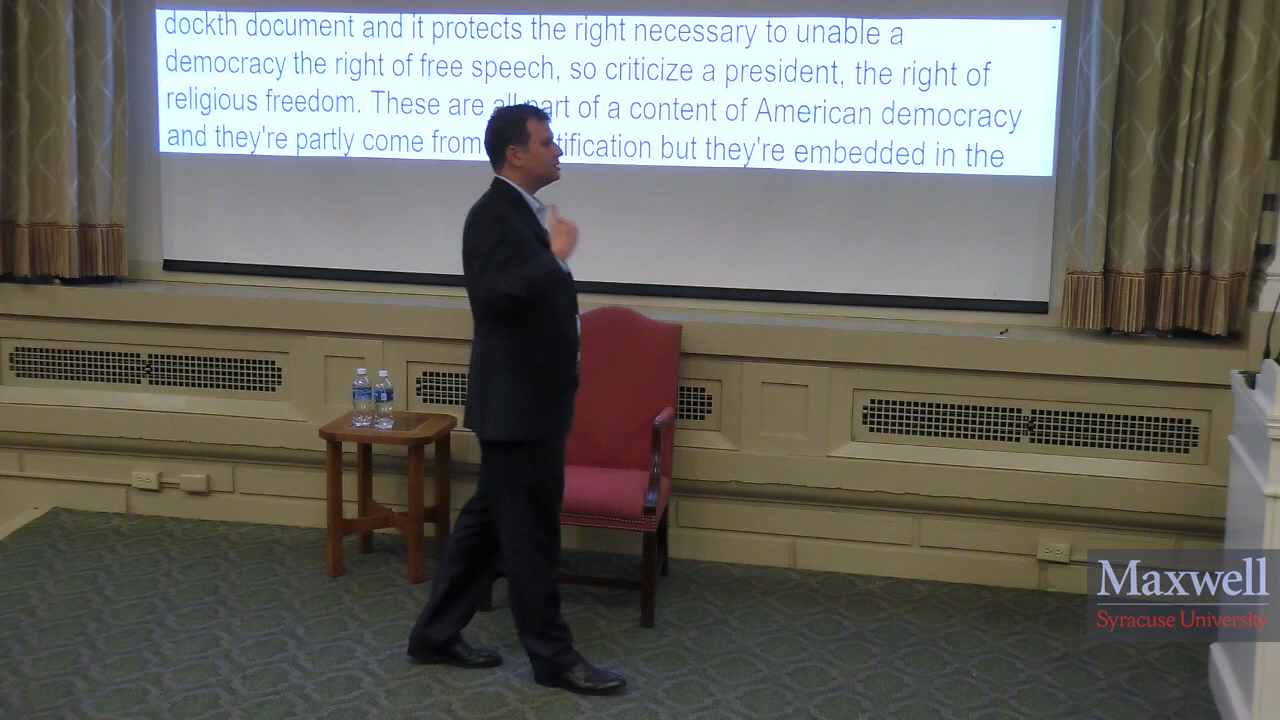 dockth document and it protects the right necessary to unable a
democracy the right of free speech, so criticize a president, the right of
religious freedom. These are all part of a content of American democracy
and they're partly come from tification but they're embedded in the
Maxwell
Syracuse University